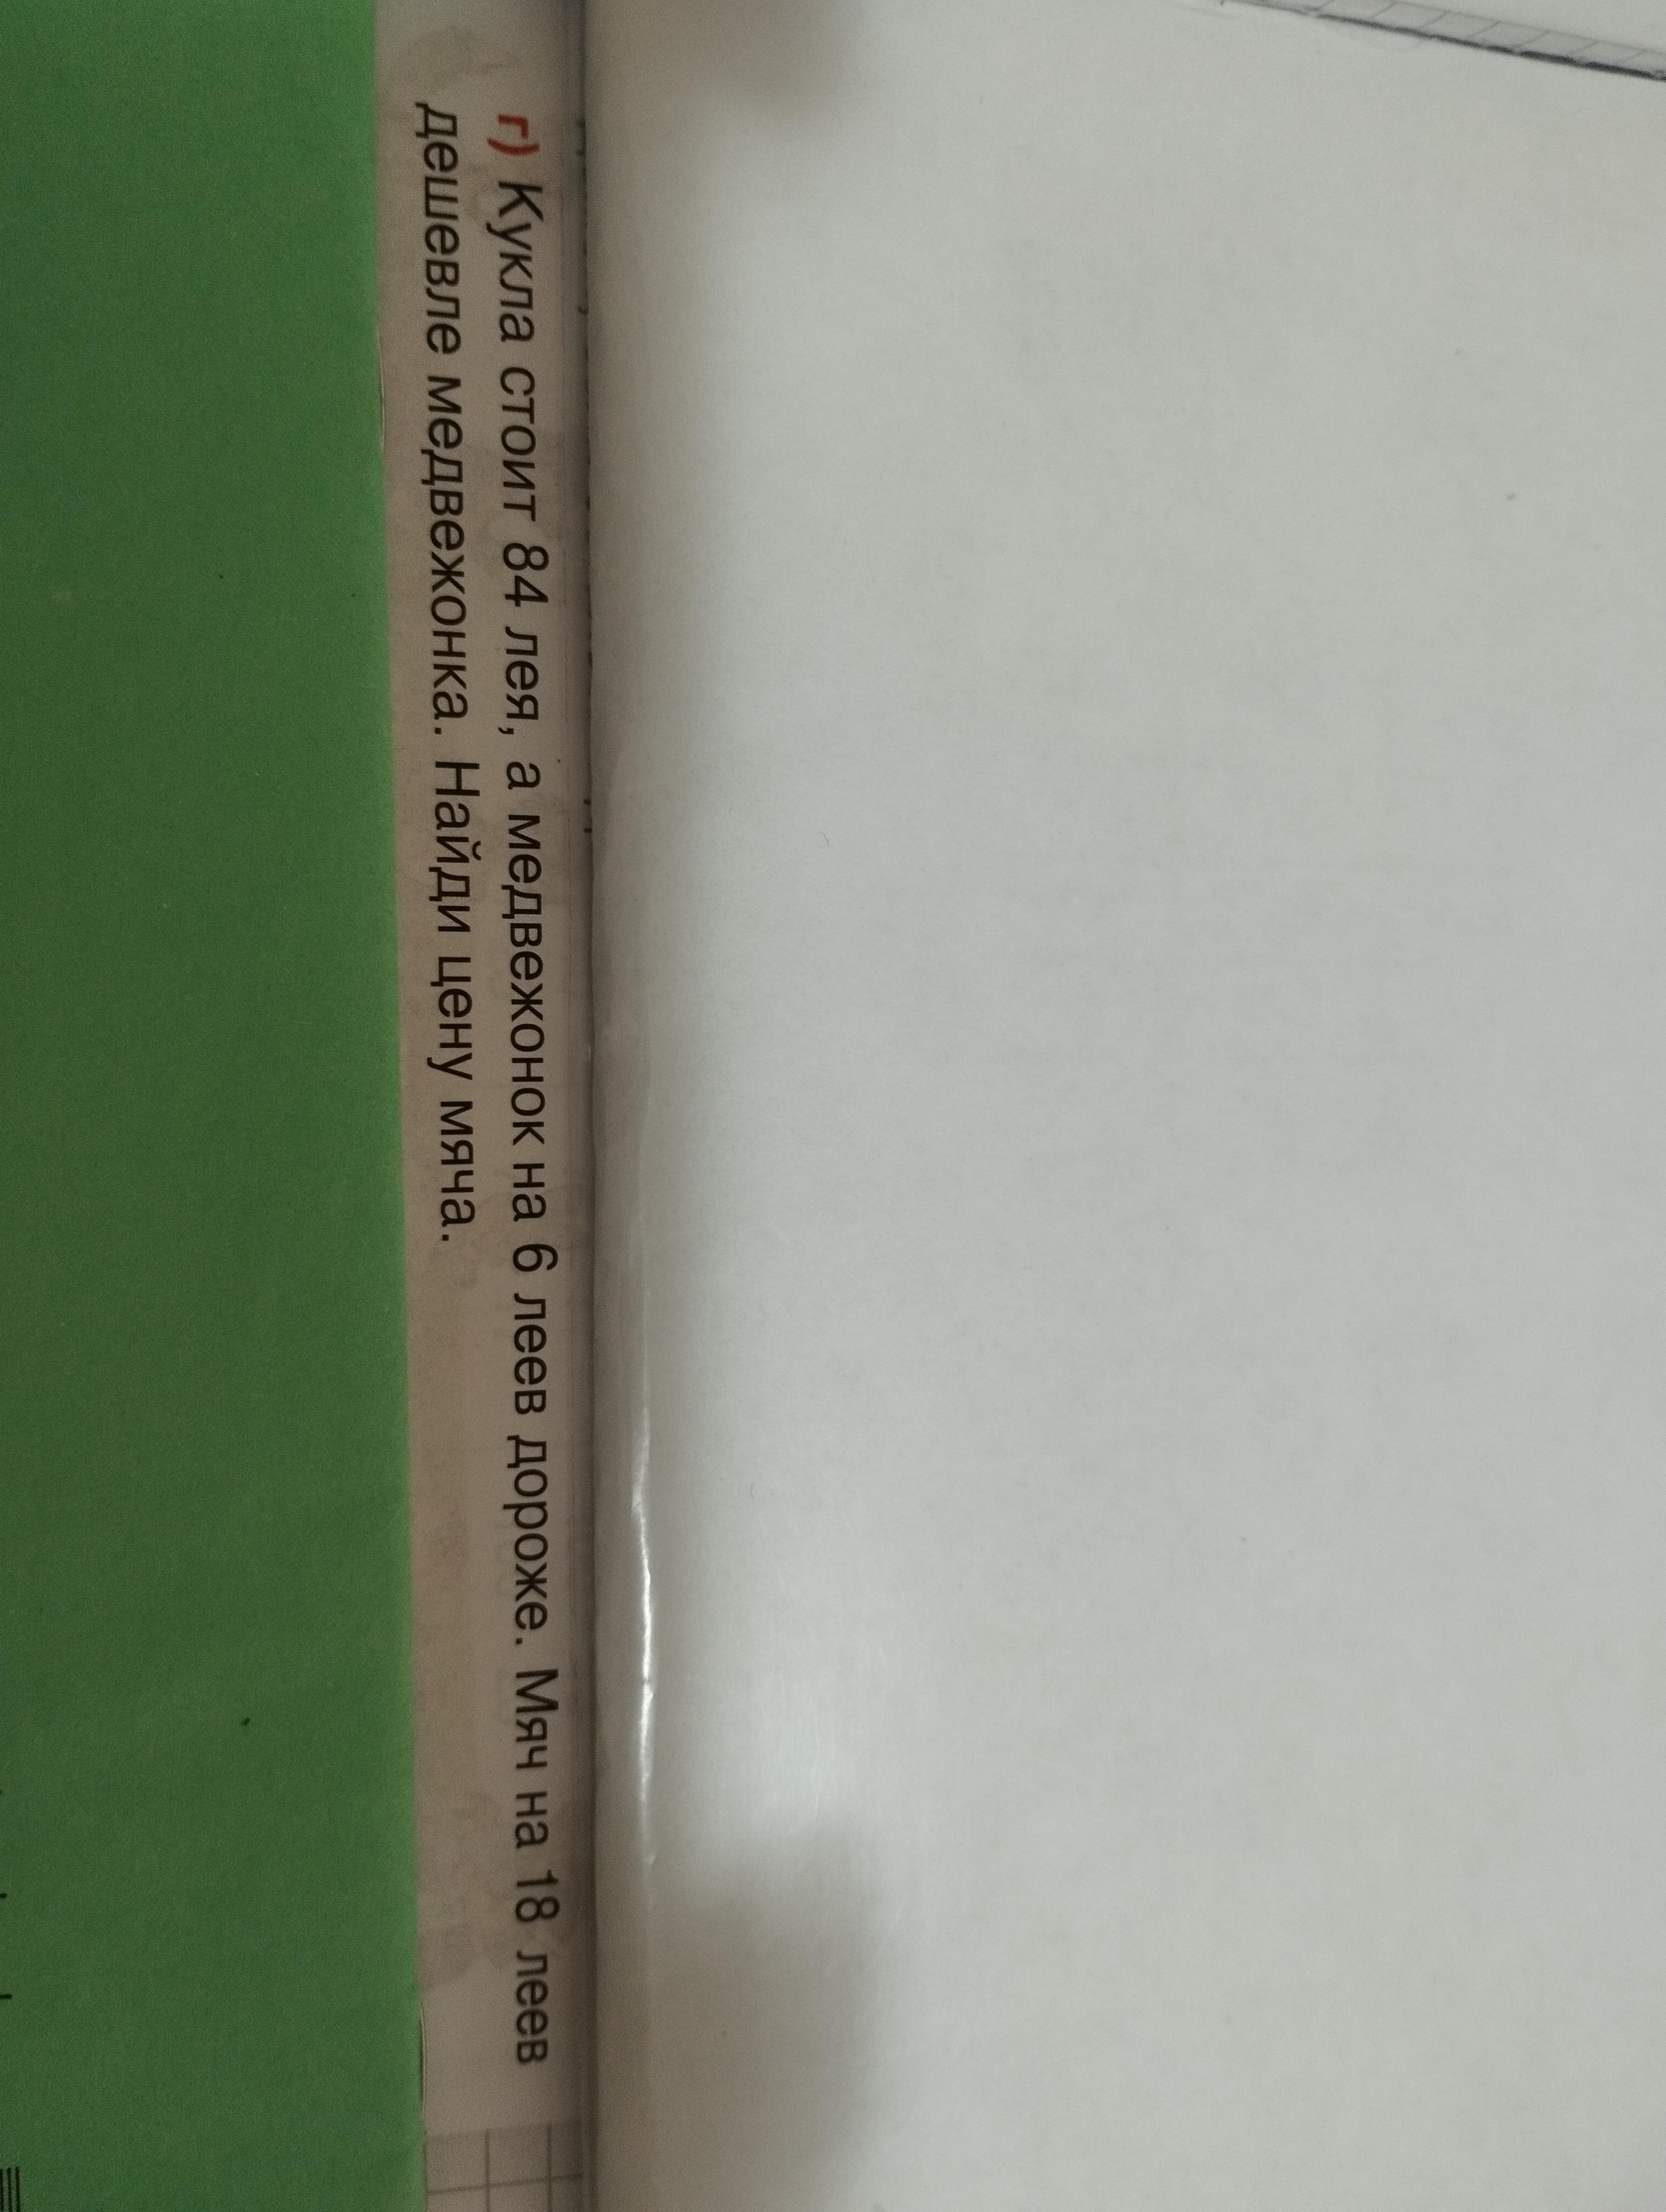 г) Кукла стоит 84 лея, а медвежонок на 6 леев дороже. Мяч на 18 леев
дешевле медвежонка. Найди цену мяча.